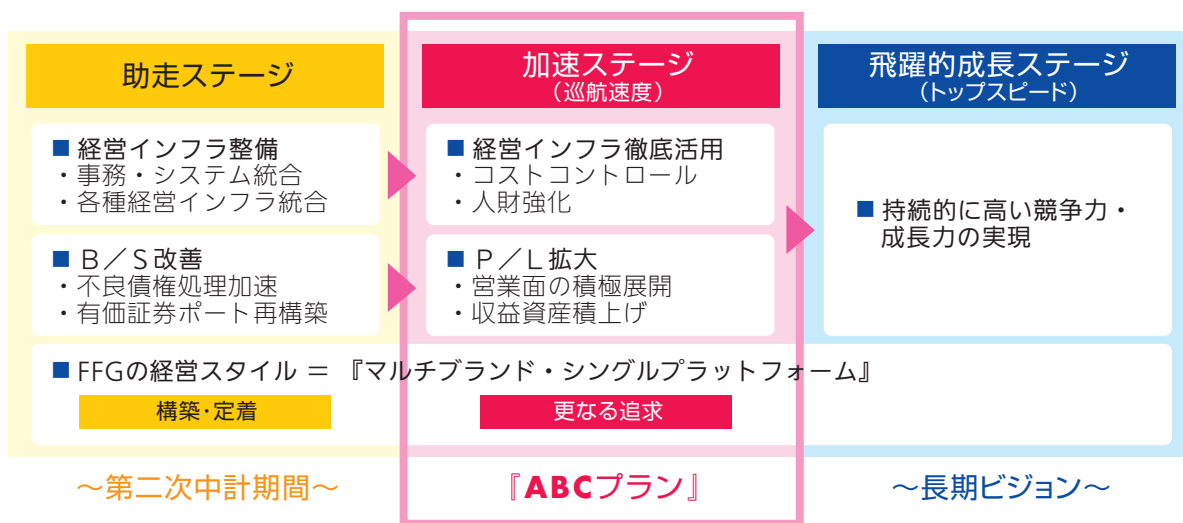 助走ステージ
■ 経営インフラ整備
・事務・システム統合
・各種経営インフラ統合
■ B／S改善
・不良債権処理加速
・有価証券ポート再構築
加速ステージ
（巡航速度）
■ 経営インフラ徹底活用
・コストコントロール
・人財強化
■ P／L拡大
・営業面の積極展開
・収益資産積上げ
飛躍的成長ステージ
（トップスピード）
■ 持続的に高い競争力・
成長力の実現
■ FFGの経営スタイル ＝ 『マルチブランド・シングルプラットフォーム』
構築・定着
更なる追求
～第二次中計期間～
『ABCプラン』
～長期ビジョン～